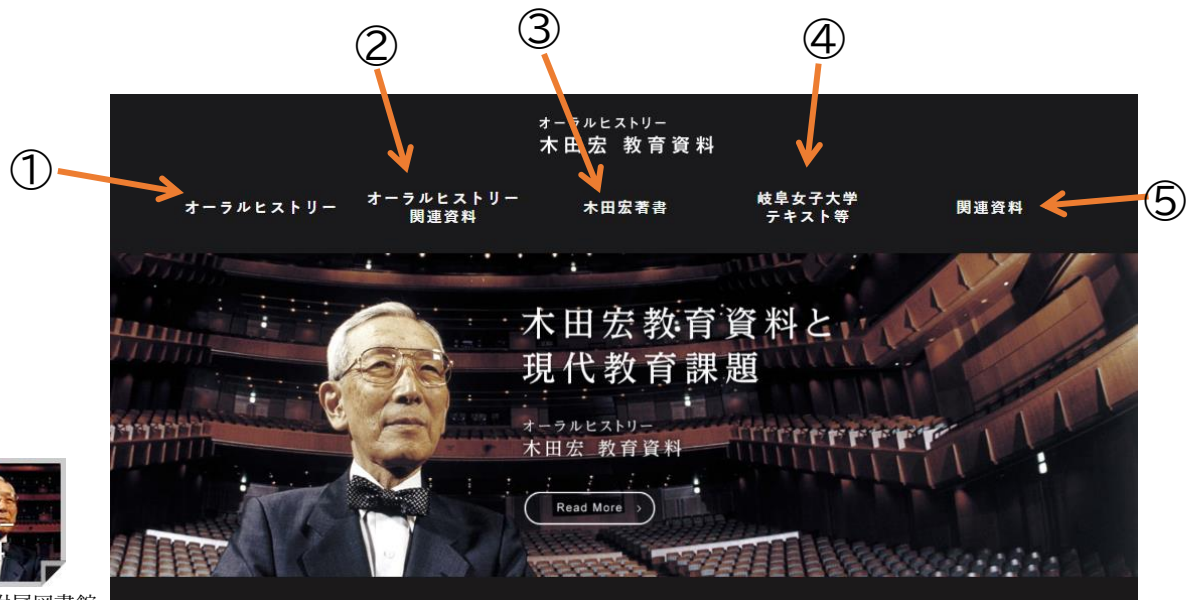 ①
②
③
④
⑤
オーラルヒストリー
木田宏 教育資料
オーラルヒストリー
オーラルヒストリー
関連資料
木田宏著書
岐阜女子大学
テキスト等
関連資料
木田宏教育資料と
現代教育課題
オーラルヒストリー
木田宏 教育資料
Read More